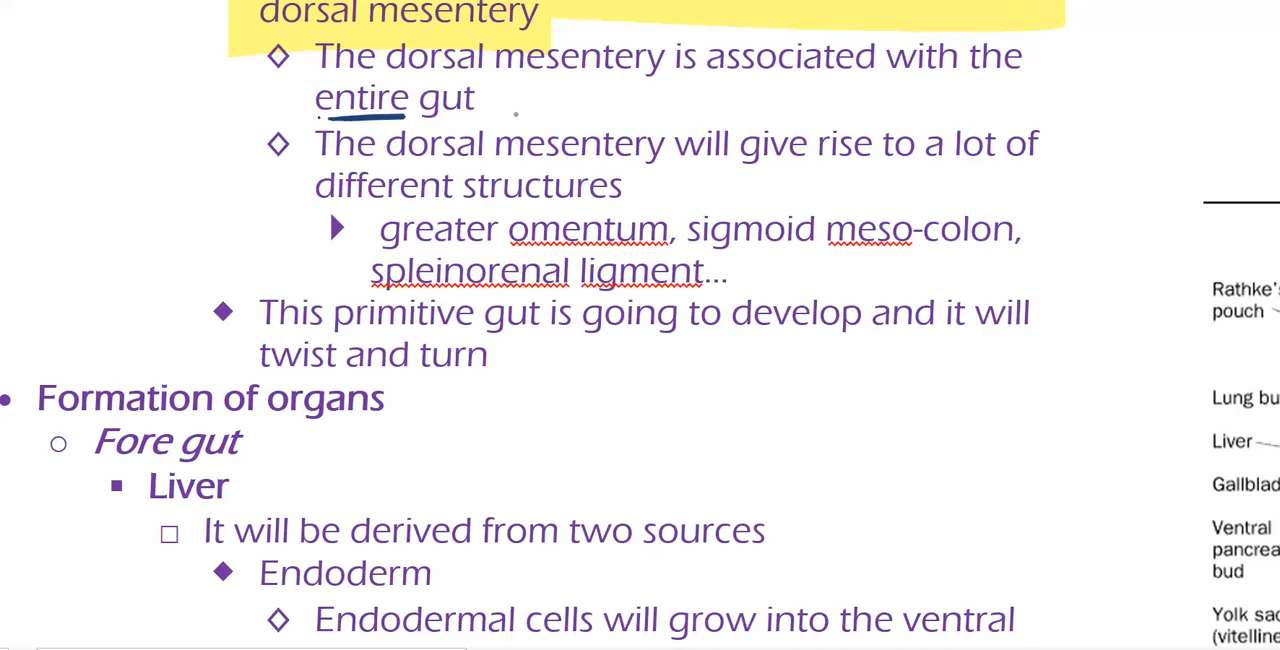 dorsal mesentery
The dorsal mesentery is associated with the
entire gut
The dorsal mesentery will give rise to a lot of
different structures
greater omentum, sigmoid meso-colon,
spleinorenal ligment...
This primitive gut is going to develop and it will
twist and turn
Formation of organs
Fore gut
Liver
It will be derived from two sources
Endoderm
Endodermal cells will grow into the ventral
Rathke's
pouch
Lung bu
Liver
Gallblad
Ventral
pancrea
bud
Yolk sac
(vitelline